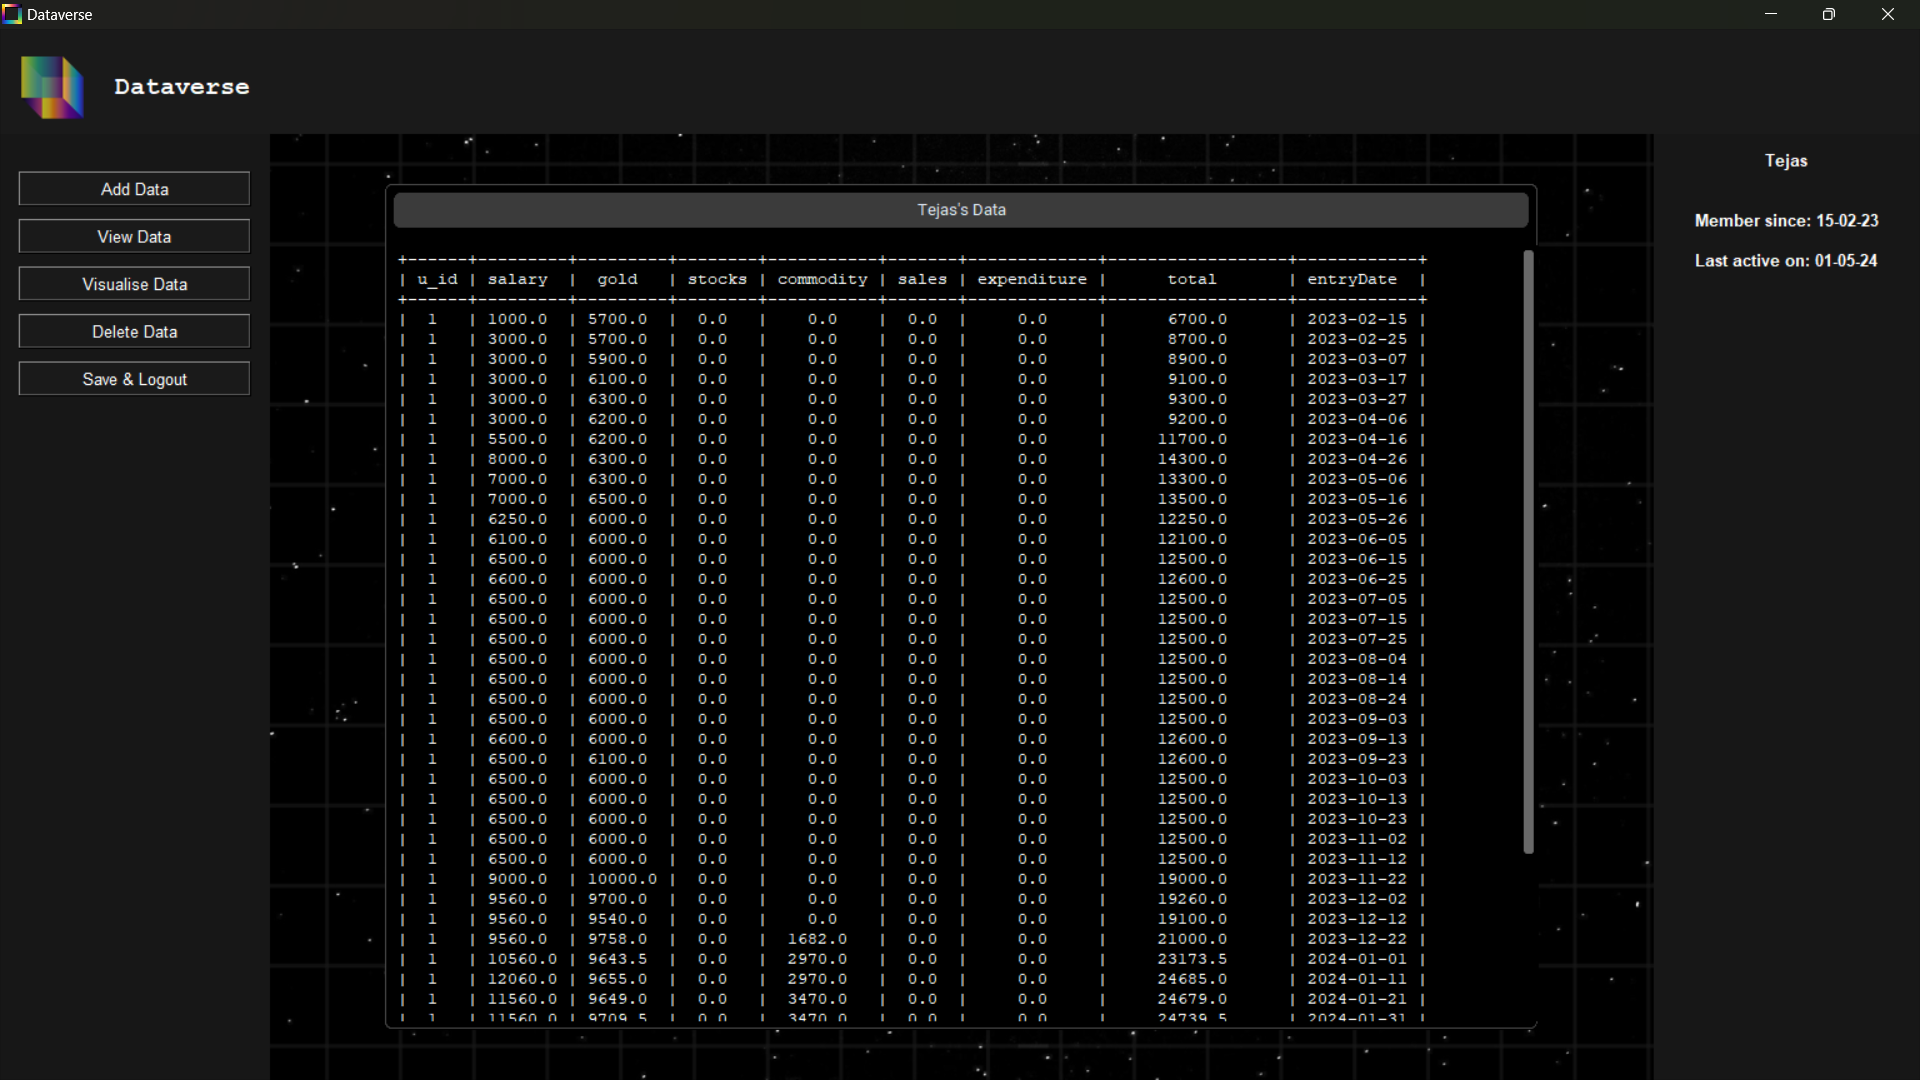 Dataverse
Dataverse
Add Data
View Data
Visualise Data
Delete Data
Save & Logout
Tejas's Data
+------+---------+---------+--------+-----------+-------+-------------+------------------+------------+
| u_id | salary | gold | stocks | commodity | sales | expenditure | total | entryDate |
+------+---------+---------+--------+-----------+-------+-------------+------------------+------------+
| 1 | 1000.0 | 5700.0 | 0.0 | 0.0 | 0.0 | 0.0 | 6700.0 | 2023-02-15 |
| 1 | 3000.0 | 5700.0 | 0.0 | 0.0 | 0.0 | 0.0 | 8700.0 | 2023-02-25 |
| 1 | 3000.0 | 5900.0 | 0.0 | 0.0 | 0.0 | 0.0 | 8900.0 | 2023-03-07 |
| 1 | 3000.0 | 6100.0 | 0.0 | 0.0 | 0.0 | 0.0 | 9100.0 | 2023-03-17 |
| 1 | 3000.0 | 6300.0 | 0.0 | 0.0 | 0.0 | 0.0 | 9300.0 | 2023-03-27 |
| 1 | 3000.0 | 6200.0 | 0.0 | 0.0 | 0.0 | 0.0 | 9200.0 | 2023-04-06 |
| 1 | 5500.0 | 6200.0 | 0.0 | 0.0 | 0.0 | 0.0 | 11700.0 | 2023-04-16 |
| 1 | 8000.0 | 6300.0 | 0.0 | 0.0 | 0.0 | 0.0 | 14300.0 | 2023-04-26 |
| 1 | 7000.0 | 6300.0 | 0.0 | 0.0 | 0.0 | 0.0 | 13300.0 | 2023-05-06 |
| 1 | 7000.0 | 6500.0 | 0.0 | 0.0 | 0.0 | 0.0 | 13500.0 | 2023-05-16 |
| 1 | 6250.0 | 6000.0 | 0.0 | 0.0 | 0.0 | 0.0 | 12250.0 | 2023-05-26 |
| 1 | 6100.0 | 6000.0 | 0.0 | 0.0 | 0.0 | 0.0 | 12100.0 | 2023-06-05 |
| 1 | 6500.0 | 6000.0 | 0.0 | 0.0 | 0.0 | 0.0 | 12500.0 | 2023-06-15 |
| 1 | 6600.0 | 6000.0 | 0.0 | 0.0 | 0.0 | 0.0 | 12600.0 | 2023-06-25 |
| 1 | 6500.0 | 6000.0 | 0.0 | 0.0 | 0.0 | 0.0 | 12500.0 | 2023-07-05 |
| 1 | 6500.0 | 6000.0 | 0.0 | 0.0 | 0.0 | 0.0 | 12500.0 | 2023-07-15 |
| 1 | 6500.0 | 6000.0 | 0.0 | 0.0 | 0.0 | 0.0 | 12500.0 | 2023-07-25 |
| 1 | 6500.0 | 6000.0 | 0.0 | 0.0 | 0.0 | 0.0 | 12500.0 | 2023-08-04 |
| 1 | 6500.0 | 6000.0 | 0.0 | 0.0 | 0.0 | 0.0 | 12500.0 | 2023-08-14 |
| 1 | 6500.0 | 6000.0 | 0.0 | 0.0 | 0.0 | 0.0 | 12500.0 | 2023-08-24 |
| 1 | 6500.0 | 6000.0 | 0.0 | 0.0 | 0.0 | 0.0 | 12500.0 | 2023-09-03 |
| 1 | 6600.0 | 6000.0 | 0.0 | 0.0 | 0.0 | 0.0 | 12600.0 | 2023-09-13 |
| 1 | 6500.0 | 6100.0 | 0.0 | 0.0 | 0.0 | 0.0 | 12600.0 | 2023-09-23 |
| 1 | 6500.0 | 6000.0 | 0.0 | 0.0 | 0.0 | 0.0 | 12500.0 | 2023-10-03 |
| 1 | 6500.0 | 6000.0 | 0.0 | 0.0 | 0.0 | 0.0 | 12500.0 | 2023-10-13 |
| 1 | 6500.0 | 6000.0 | 0.0 | 0.0 | 0.0 | 0.0 | 12500.0 | 2023-10-23 |
| 1 | 6500.0 | 6000.0 | 0.0 | 0.0 | 0.0 | 0.0 | 12500.0 | 2023-11-02 |
| 1 | 6500.0 | 6000.0 | 0.0 | 0.0 | 0.0 | 0.0 | 12500.0 | 2023-11-12 |
| 1 | 9000.0 | 10000.0 | 0.0 | 0.0 | 0.0 | 0.0 | 19000.0 | 2023-11-22 |
| 1 | 9560.0 | 9700.0 | 0.0 | 0.0 | 0.0 | 0.0 | 19260.0 | 2023-12-02 |
| 1 | 9560.0 | 9540.0 | 0.0 | 0.0 | 0.0 | 0.0 | 19100.0 | 2023-12-12 |
| 1 | 9560.0 | 9758.0 | 0.0 | 1682.0 | 0.0 | 0.0 | 21000.0 | 2023-12-22 |
| 1 | 10560.0 | 9643.5 | 0.0 | 2970.0 | 0.0 | 0.0 | 23173.5 | 2024-01-01 |
| 1 | 12060.0 | 9655.0 | 0.0 | 2970.0 | 0.0 | 0.0 | 24685.0 | 2024-01-11 |
| 1 | 11560.0 | 9649.0 | 0.0 | 3470.0 | 0.0 | 0.0 | 24679.0 | 2024-01-21 |
| 1 | 11560.0 | 9709.5 | 0.0 | 3470.0 | 0.0 | 0.0 | 24739.5 | 2024-01-31 |
Tejas
Member since: 15-02-23
Last active on: 01-05-24